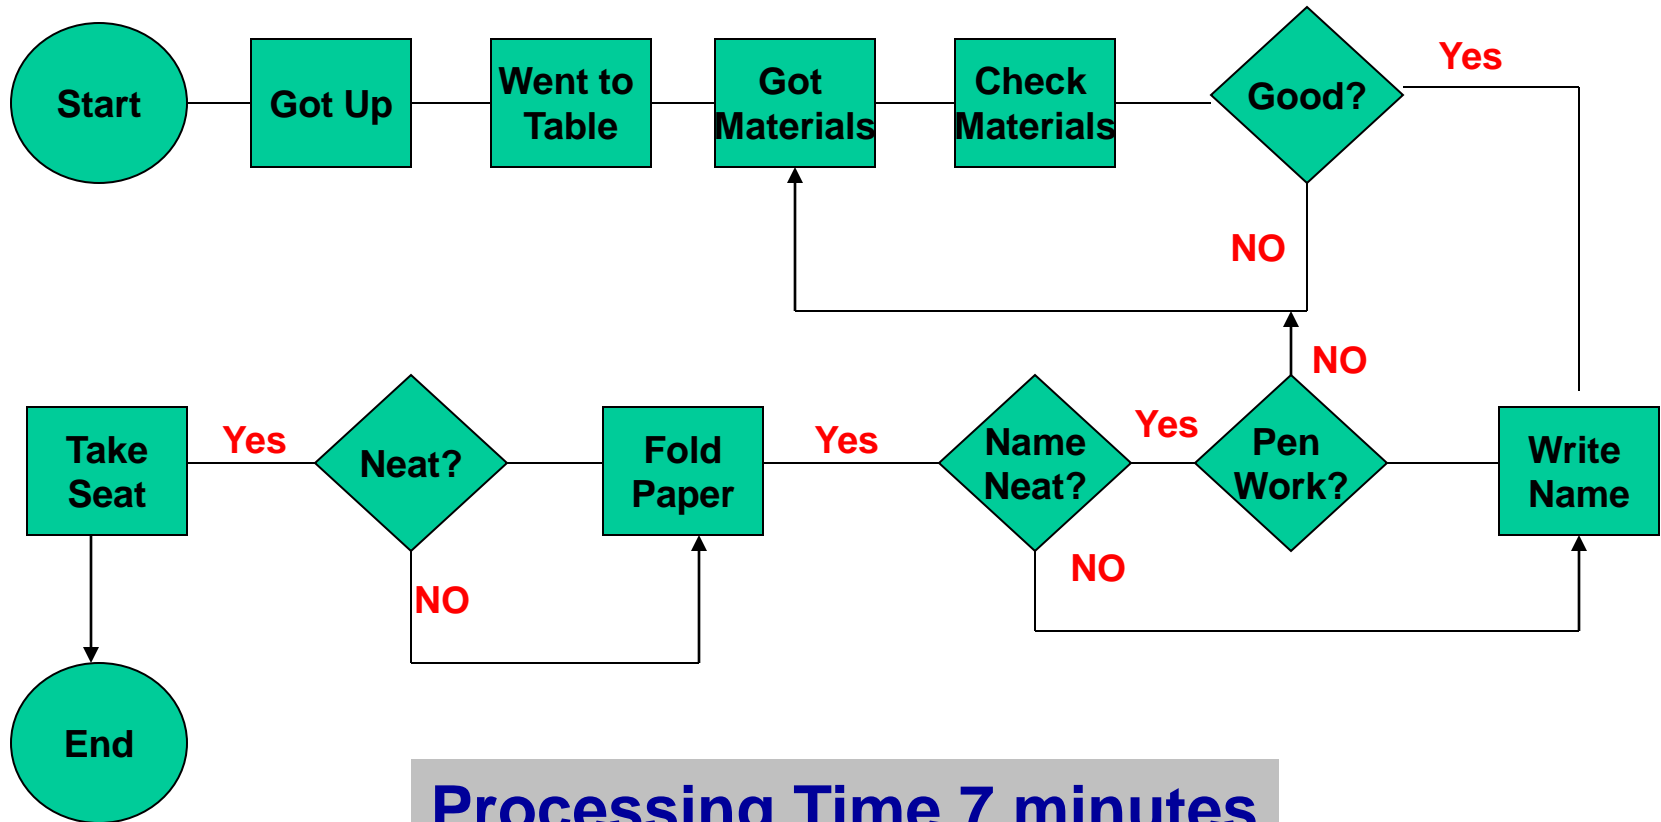 Start
Got Up
Went to
Table
Got
Materials
Check
Materials
Good?
Yes
NO
NO
Take
Seat
Yes
Neat?
Fold
Paper
Yes
Name
Neat?
Yes
Pen
Work?
Write
Name
NO
NO
End
Processing Time 7 minutes